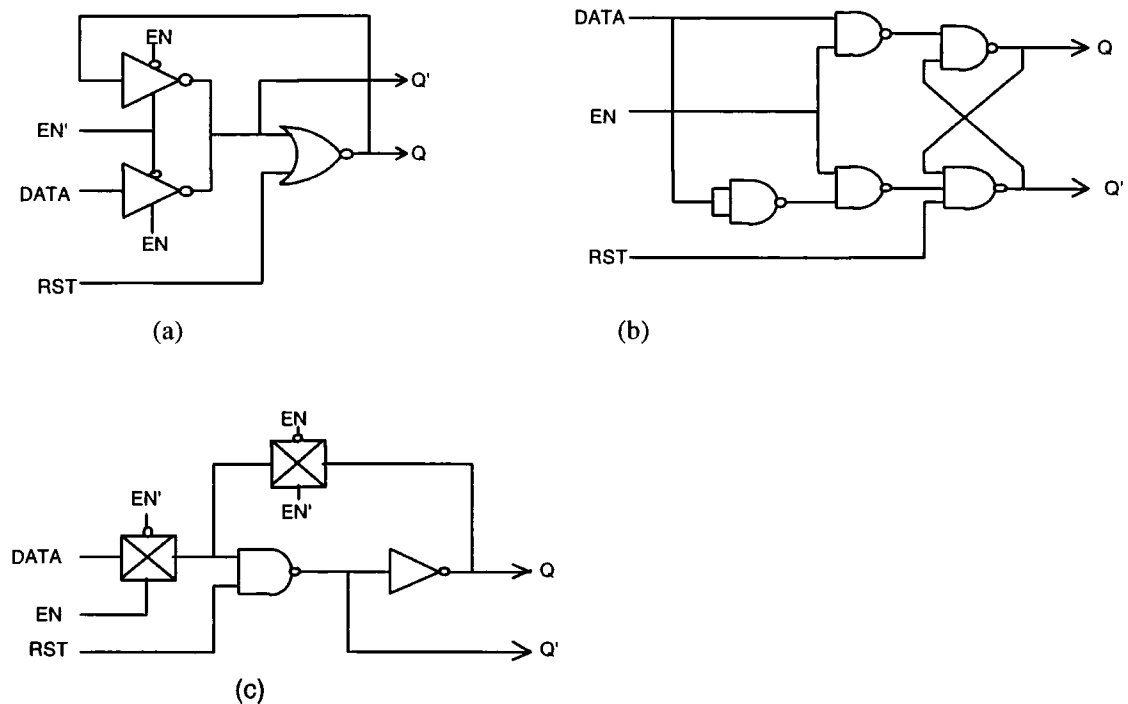 EN
Q'
EN'
Q
DATA
EN
RST
(a)
DATA
Q
EN
Q'
RST
(b)
EN
EN'
EN'
DATA
Q
EN
RST
Q'
(c)